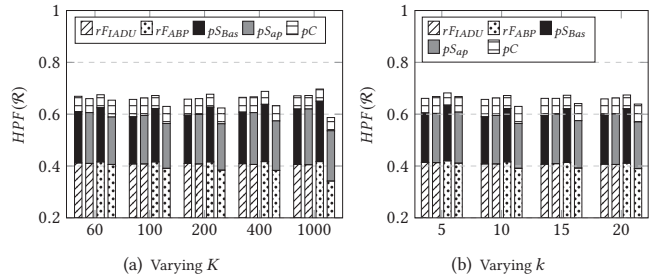 HPF(R)
1
0.8
0.6
0.4
0.2
rF_IADU rF_ABP pS_Bas
pS_ap pC
60 100 200 400 1000
(a) Varying K
HPF(R)
1
0.8
0.6
0.4
0.2
rF_IADU rF_ABP pS_Bas
pS_ap pC
5 10 15 20
(b) Varying k